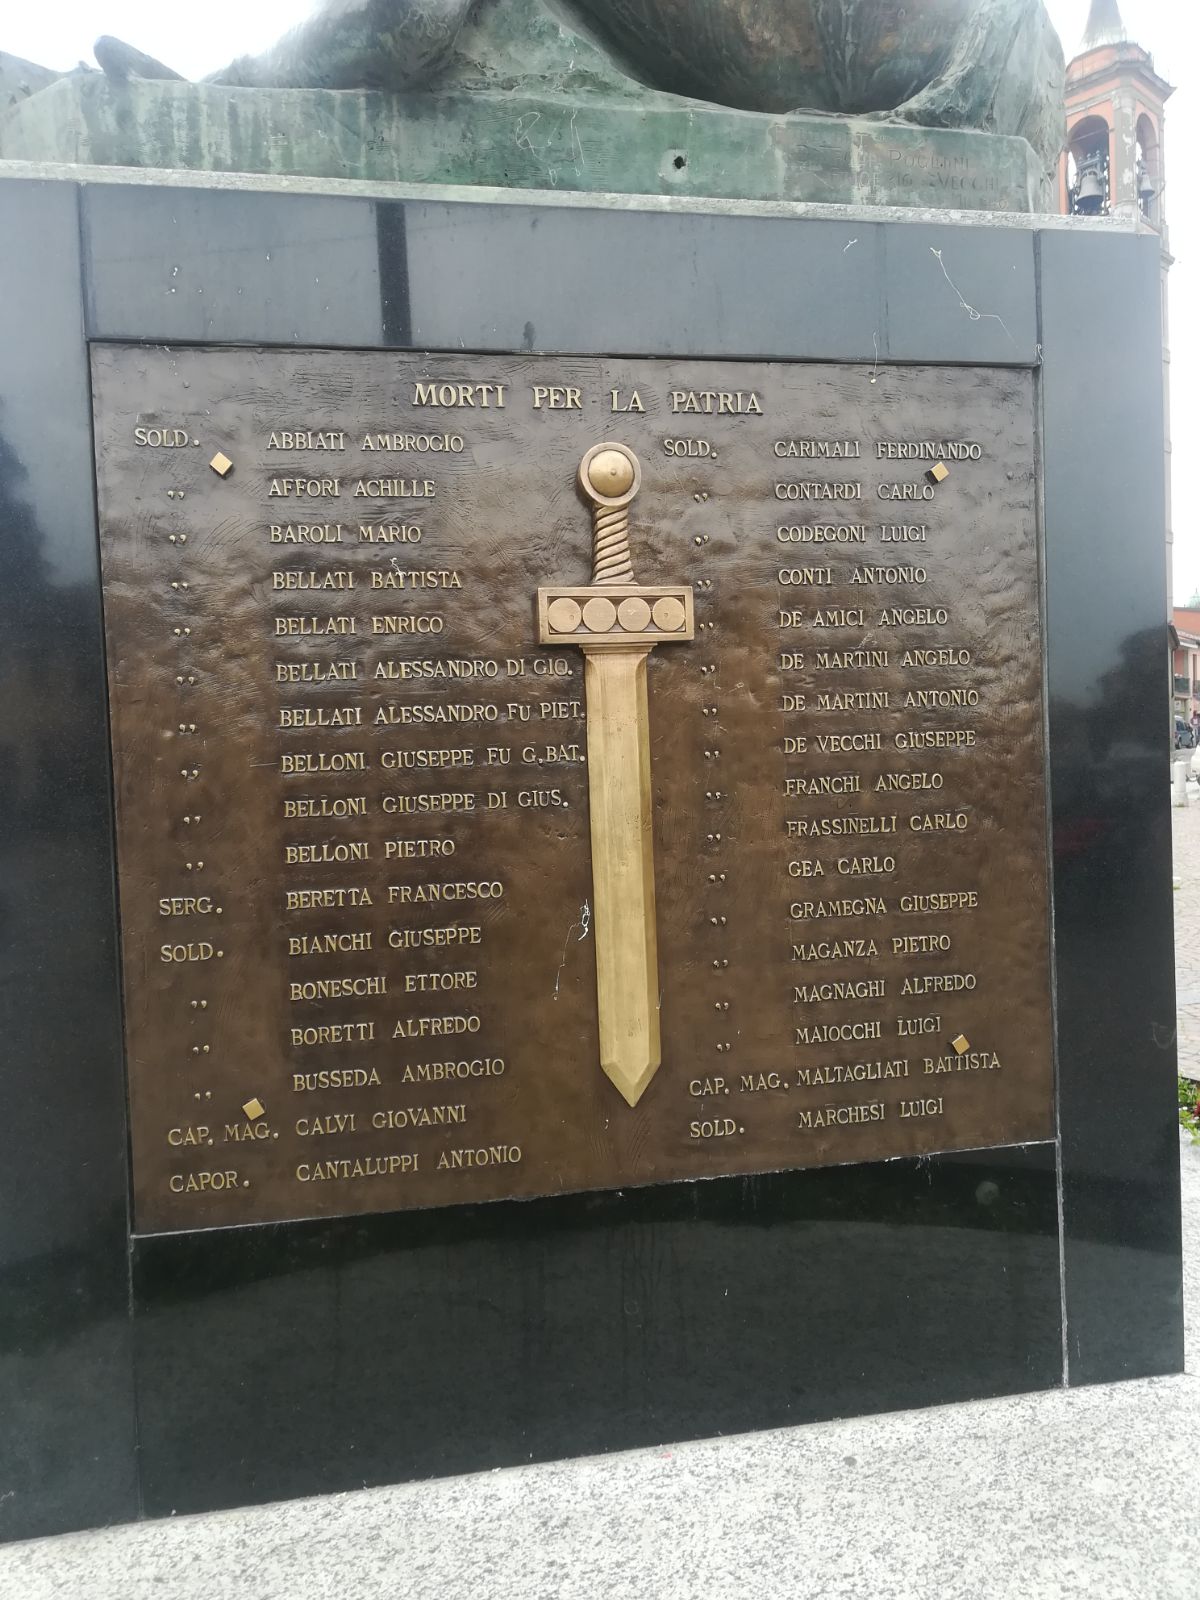 POGLIANI
VECCHI
MORTI PER LA PATRIA
SOLD. ABBIATI AMBROGIO
" AFFORI ACHILLE
" BAROLI MARIO
" BELLATI BATTISTA
" BELLATI ENRICO
" BELLATI ALESSANDRO DI GIO.
" BELLATI ALESSANDRO FU PIET.
" BELLONI GIUSEPPE FU G.BAT.
" BELLONI GIUSEPPE DI GIUS.
" BELLONI PIETRO
SERG. BERETTA FRANCESCO
SOLD. BIANCHI GIUSEPPE
" BONESCHI ETTORE
" BORETTI ALFREDO
" BUSSEDA AMBROGIO
CAP. MAG. CALVI GIOVANNI
CAPOR. CANTALUPPI ANTONIO
SOLD. CARIMALI FERDINANDO
" CONTARDI CARLO
" CODEGONI LUIGI
" CONTI ANTONIO
" DE AMICI ANGELO
" DE MARTINI ANGELO
" DE MARTINI ANTONIO
" DE VECCHI GIUSEPPE
" FRANCHI ANGELO
" FRASSINELLI CARLO
" GEA CARLO
" GRAMEGNA GIUSEPPE
" MAGANZA PIETRO
" MAGNAGHI ALFREDO
" MAIOCCHI LUIGI
CAP. MAG. MALTAGLIATI BATTISTA
SOLD. MARCHESI LUIGI